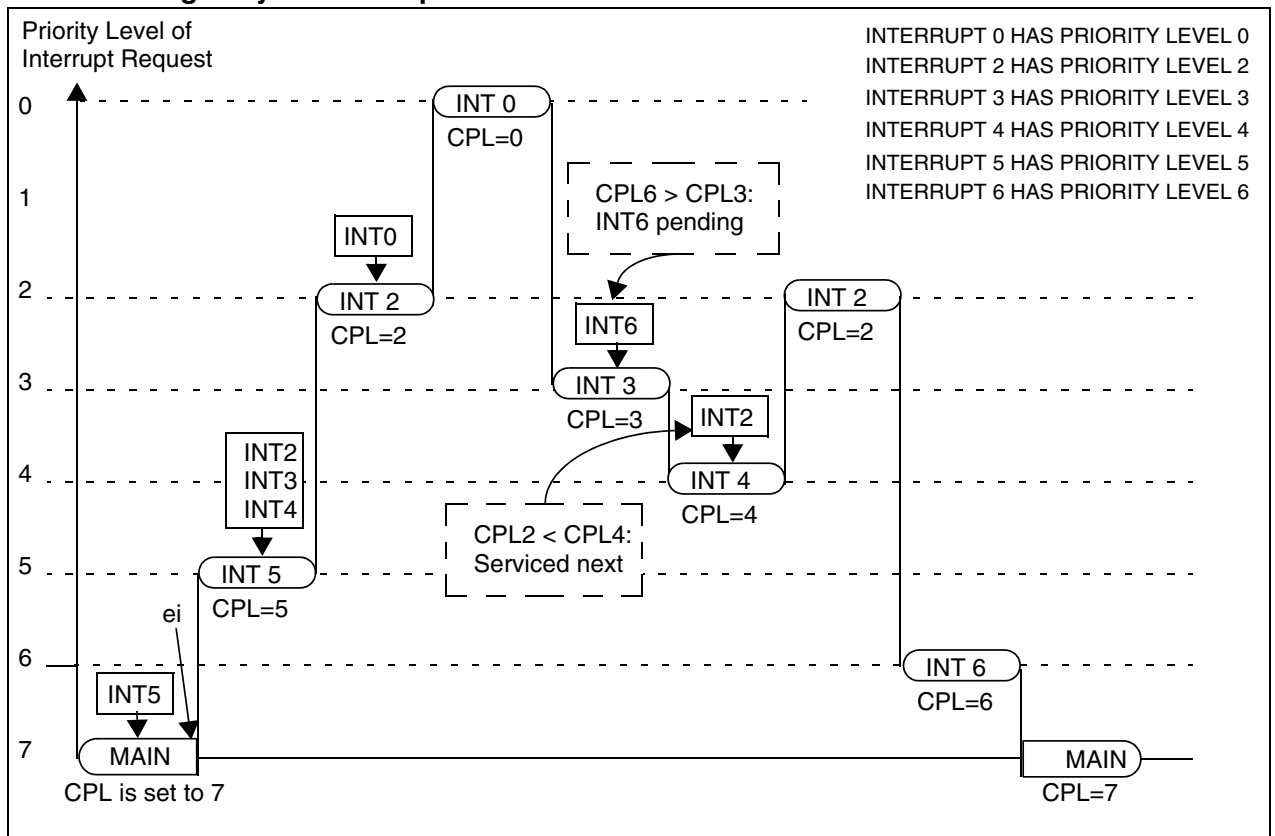 Priority Level of
Interrupt Request
INTERRUPT 0 HAS PRIORITY LEVEL 0
INTERRUPT 2 HAS PRIORITY LEVEL 2
INTERRUPT 3 HAS PRIORITY LEVEL 3
INTERRUPT 4 HAS PRIORITY LEVEL 4
INTERRUPT 5 HAS PRIORITY LEVEL 5
INTERRUPT 6 HAS PRIORITY LEVEL 6
0
INT 0
CPL=0
1
CPL6 > CPL3:
INT6 pending
INT0
2
INT 2
CPL=2
INT 2
CPL=2
INT6
3
INT 3
CPL=3
INT2
INT2
INT3
INT4
4
INT 4
CPL=4
CPL2 < CPL4:
Serviced next
5
INT 5
CPL=5
ei
6
INT 6
CPL=6
INT5
7
MAIN
CPL is set to 7
MAIN
CPL=7